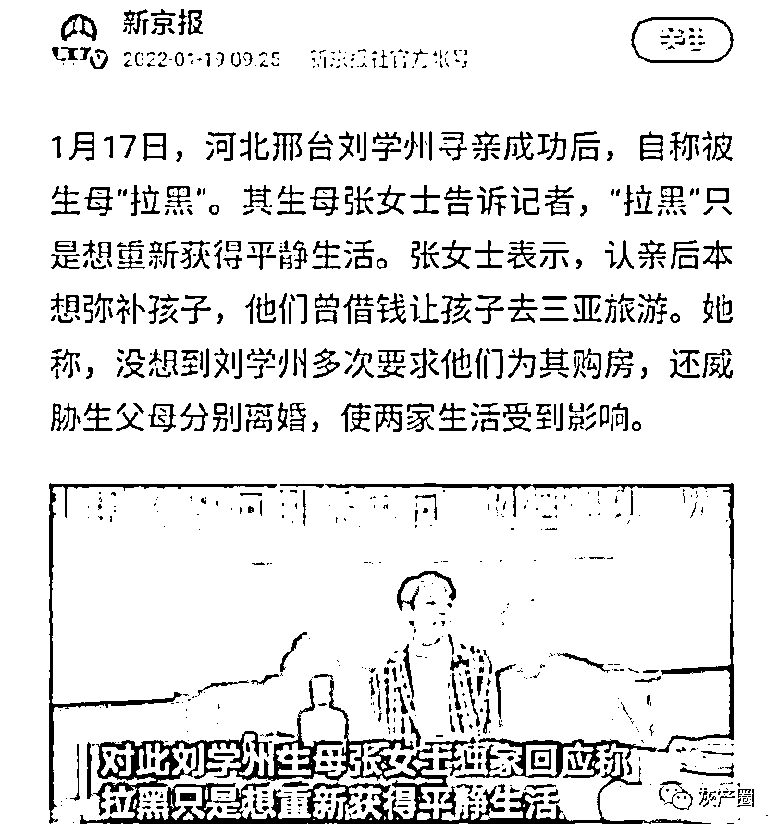 新京报
2022-01-19 09:25 新京报社官方账号
1月17日，河北邢台刘学州寻亲成功后，自称被
生母“拉黑”。其生母张女士告诉记者，“拉黑”只
是想重新获得平静生活。张女士表示，认亲后本
想弥补孩子，他们曾借钱让孩子去三亚旅游。她
称，没想到刘学州多次要求他们为其购房，还威
胁生父母分别离婚，使两家生活受到影响。
对此刘学州生母张女士独家回应称
拉黑只是想重新获得平静生活
灰产圈